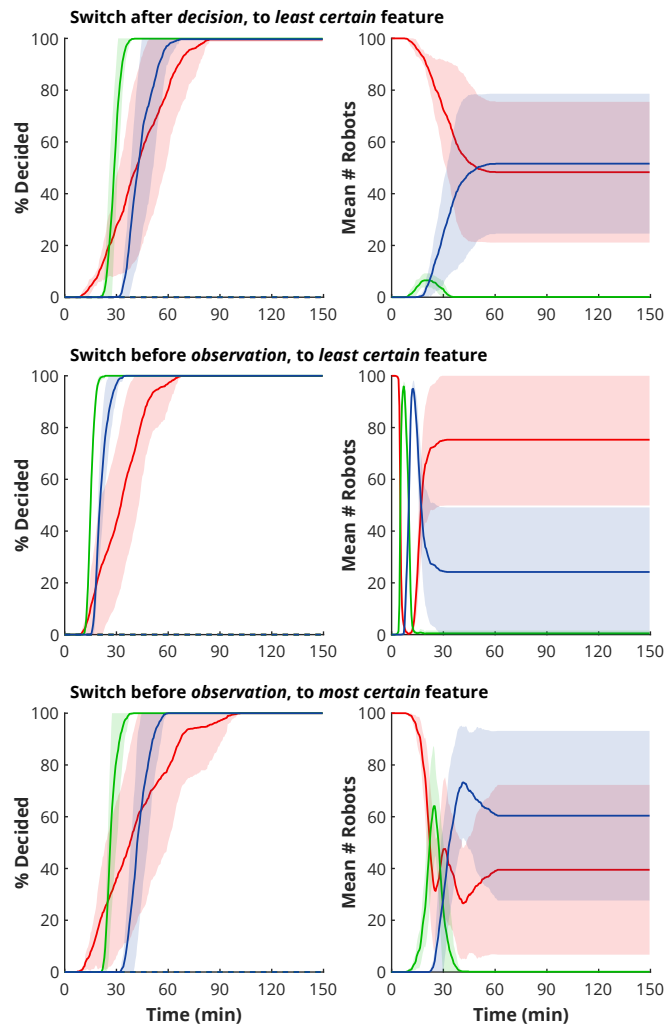 Switch after decision, to least certain feature
% Decided
100
80
60
40
20
0
0 30 60 90 120 150
Mean # Robots
100
80
60
40
20
0
0 30 60 90 120 150
Switch before observation, to least certain feature
% Decided
100
80
60
40
20
0
0 30 60 90 120 150
Mean # Robots
100
80
60
40
20
0
0 30 60 90 120 150
Switch before observation, to most certain feature
% Decided
100
80
60
40
20
0
0 30 60 90 120 150
Time (min)
Mean # Robots
100
80
60
40
20
0
0 30 60 90 120 150
Time (min)